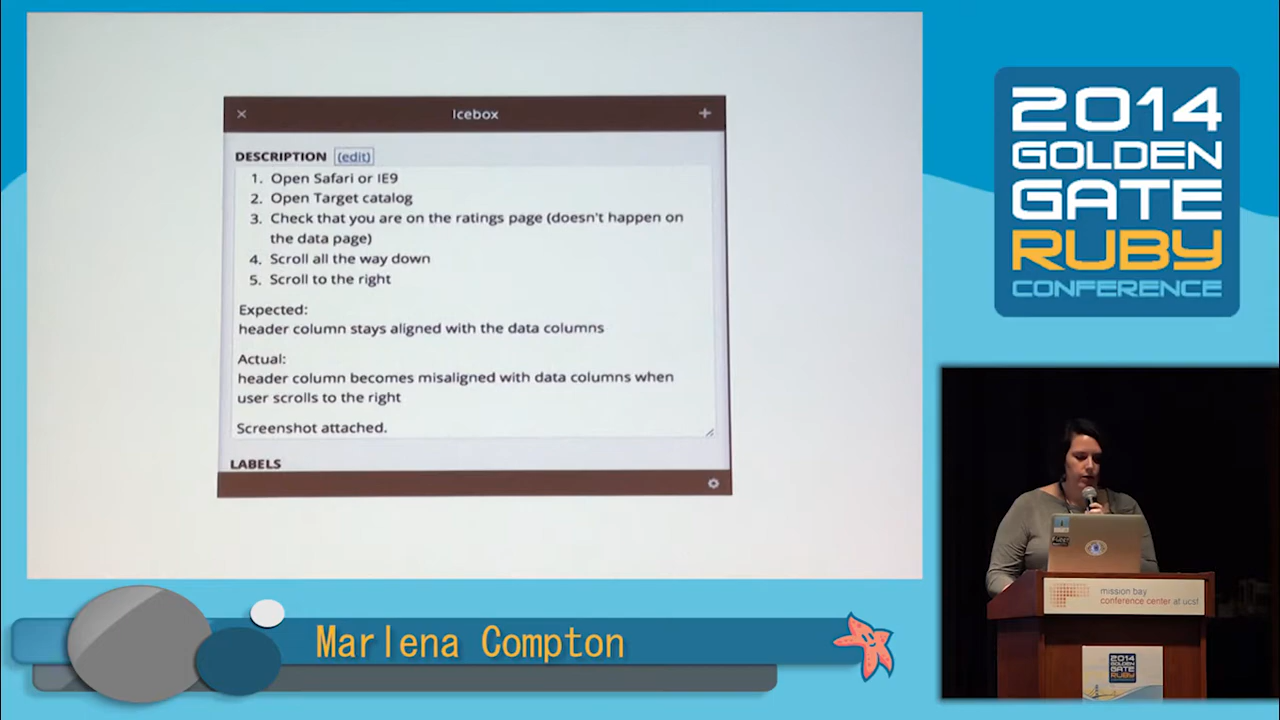 Icebox
DESCRIPTION (edit)
1. Open Safari or IE9
2. Open Target catalog
3. Check that you are on the ratings page (doesn't happen on
the data page)
4. Scroll all the way down
5. Scroll to the right
Expected:
header column stays aligned with the data columns
Actual:
header column becomes misaligned with data columns when
user scrolls to the right
Screenshot attached.
LABELS
2014
GOLDEN
GATE
RUBY
CONFERENCE
mission bay
conference center at ucsf
2014
GOLDEN
GATE
RUBY
Marlena Compton